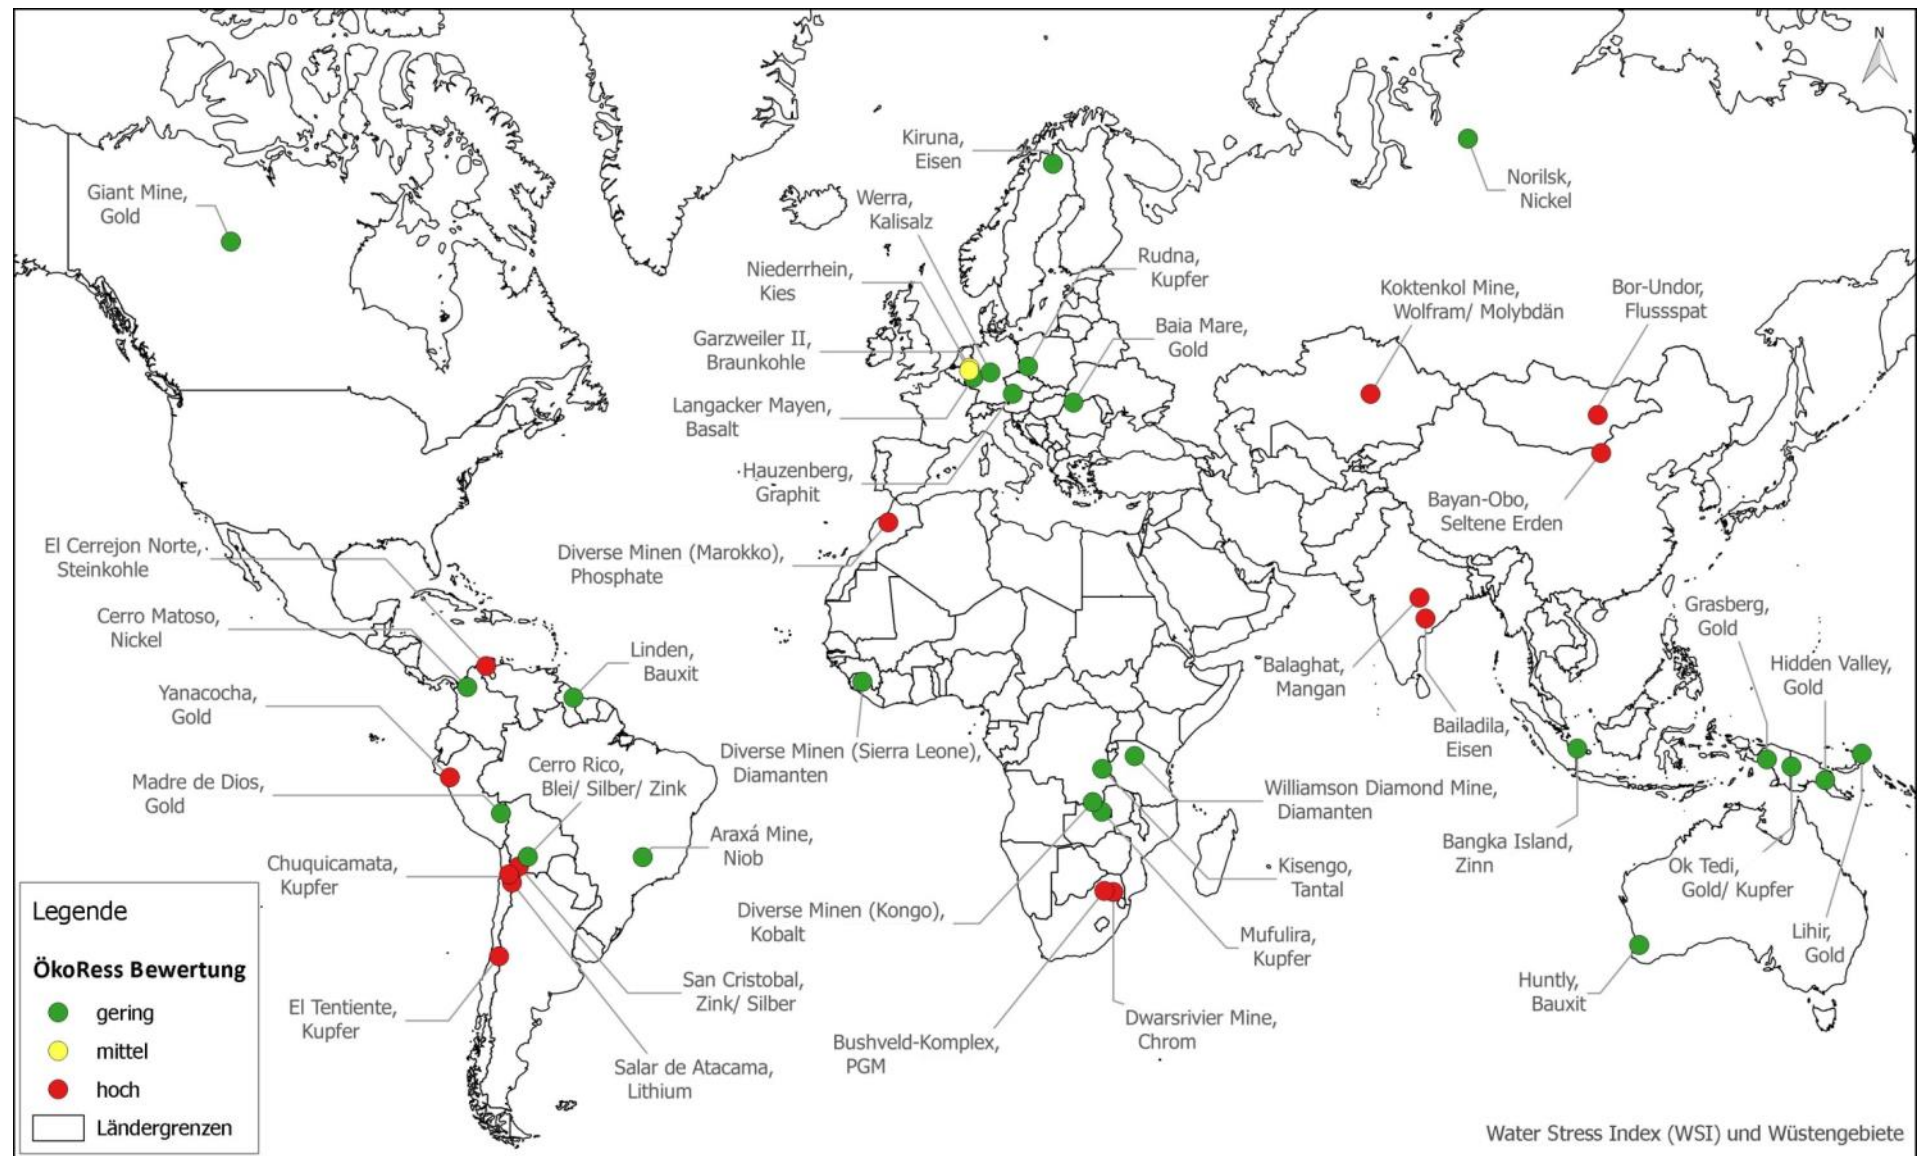 N
Kiruna,
Eisen
Norilsk,
Nickel
Giant Mine,
Gold
Werra,
Kalisalz
Rudna,
Kupfer
Niederrhein,
Kies
Koktenkol Mine,
Wolfram/ Molybdän
Bor-Undor,
Flussspat
Baia Mare,
Gold
Garzweiler II,
Braunkohle
Langacker Mayen,
Basalt
Hauzenberg,
Graphit
Bayan-Obo,
Seltene Erden
El Cerrejon Norte,
Steinkohle
Diverse Minen (Marokko),
Phosphate
Cerro Matoso,
Nickel
Grasberg,
Gold
Linden,
Bauxit
Balaghat,
Mangan
Hidden Valley,
Gold
Yanacocha,
Gold
Bailadila,
Eisen
Diverse Minen (Sierra Leone),
Diamanten
Cerro Rico,
Blei/ Silber/ Zink
Madre de Dios,
Gold
Williamson Diamond Mine,
Diamanten
Araxá Mine,
Niob
Bangka Island,
Zinn
Chuquicamata,
Kupfer
Kisengo,
Tantal
Ok Tedi,
Gold/ Kupfer
Diverse Minen (Kongo),
Kobalt
Mufulira,
Kupfer
Lihir,
Gold
San Cristobal,
Zink/ Silber
Huntly,
Bauxit
El Tentiente,
Kupfer
Dwarsrivier Mine,
Chrom
Bushveld-Komplex,
PGM
Salar de Atacama,
Lithium
Legende
ÖkoRess Bewertung
gering
mittel
hoch
Ländergrenzen
Water Stress Index (WSI) und Wüstengebiete